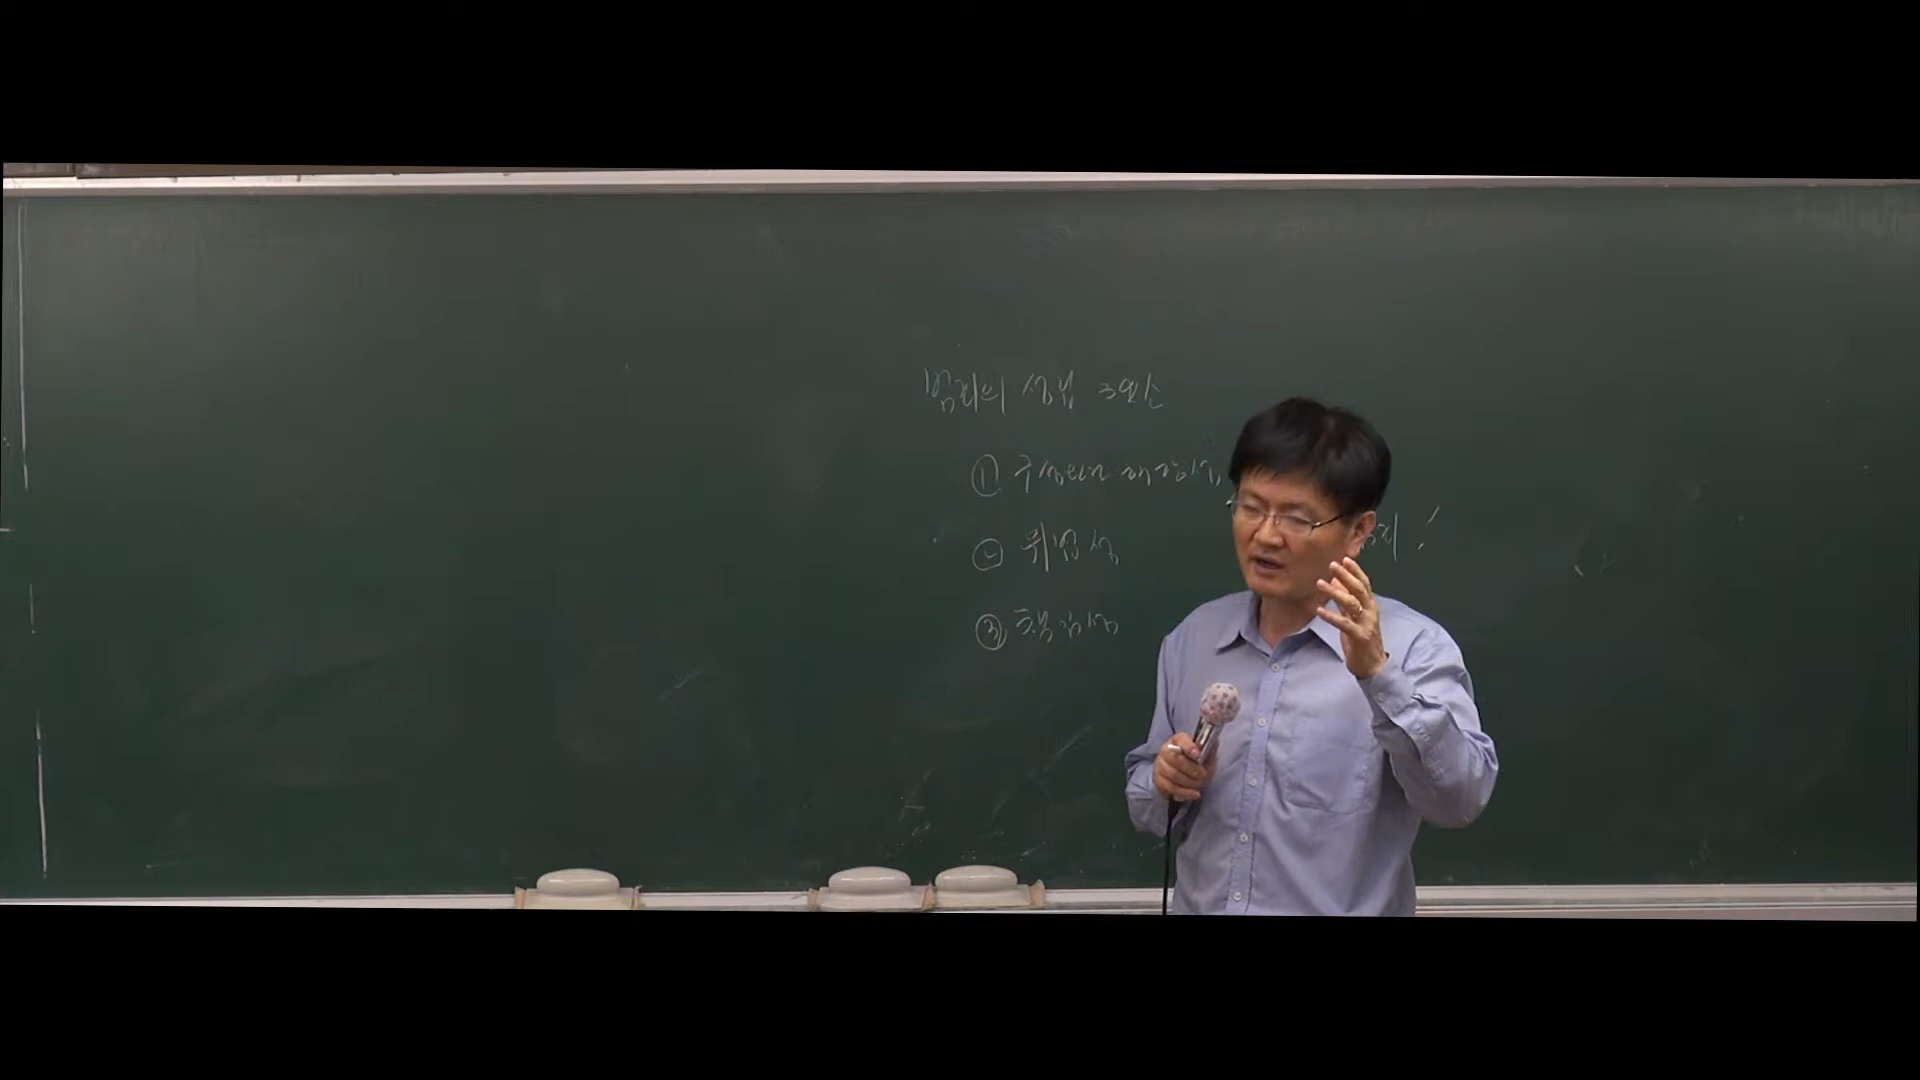 범죄의 성립 3요소
① 구성요건 해당성,
② 위법성
죄!
③ 책임성